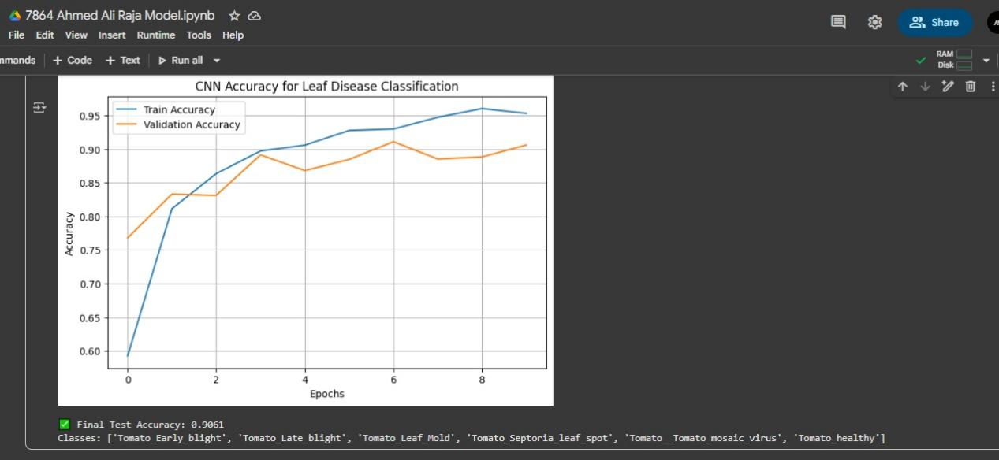 7864 Ahmed Ali Raja Model.ipynb
File Edit View Insert Runtime Tools Help
Share
+ Code + Text Run all
RAM
Disk
CNN Accuracy for Leaf Disease Classification
Train Accuracy
Validation Accuracy
0.95
0.90
0.85
0.80
0.75
0.70
0.65
0.60
Accuracy
0 2 4 6 8
Epochs
Final Test Accuracy: 0.9061
Classes: ['Tomato_Early_blight', 'Tomato_Late_blight', 'Tomato_Leaf_Mold', 'Tomato_Septoria_leaf_spot', 'Tomato__Tomato_mosaic_virus', 'Tomato_healthy']